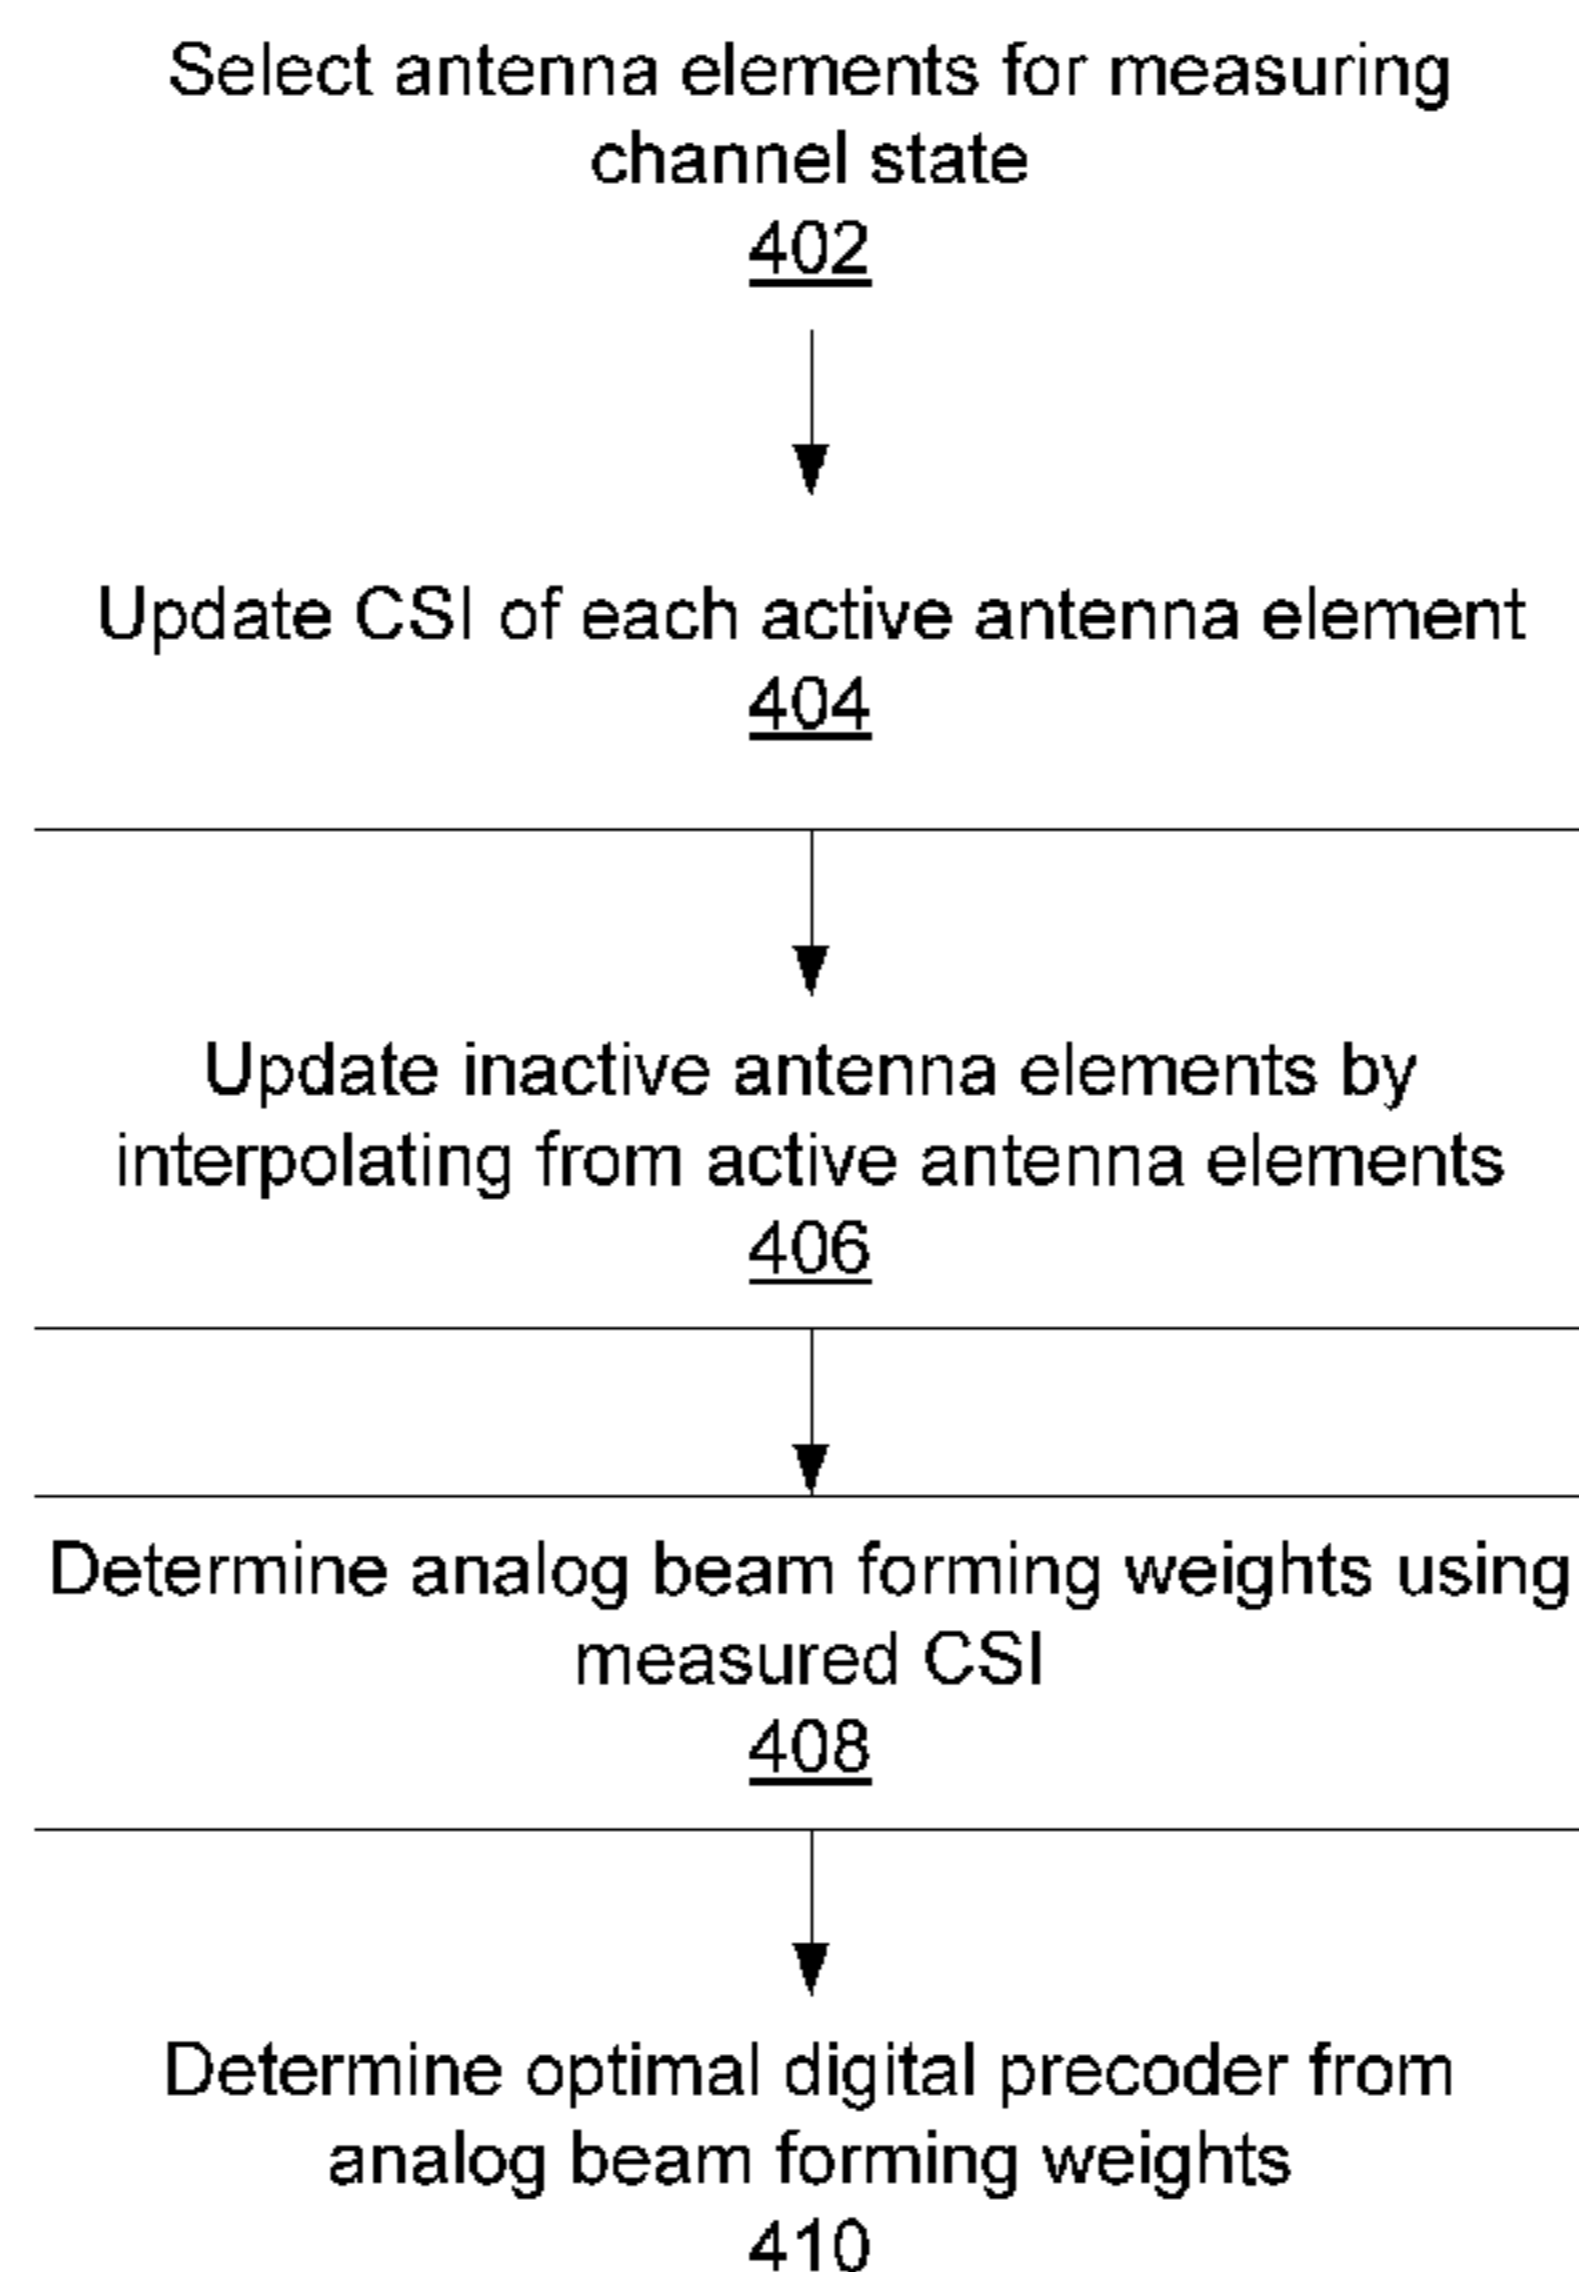 Select antenna elements for measuring
channel state
402
Update CSI of each active antenna element
404
Update inactive antenna elements by
interpolating from active antenna elements
406
Determine analog beam forming weights using
measured CSI
408
Determine optimal digital precoder from
analog beam forming weights
410